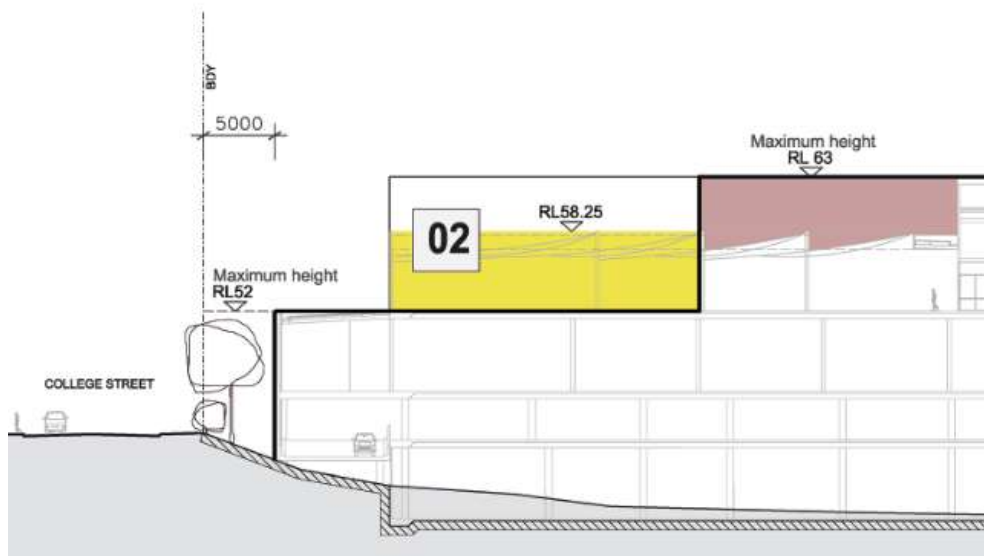 BDY
5000
Maximum height
RL 63
02
RL58.25
Maximum height
RL52
COLLEGE STREET